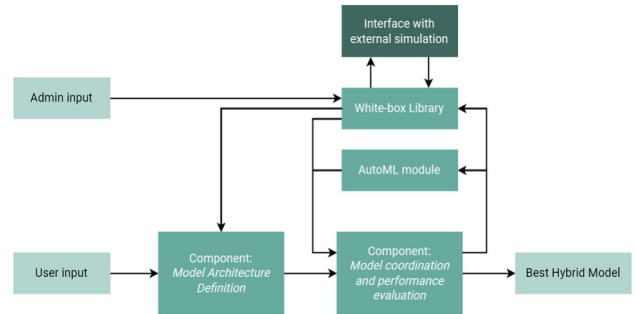 Interface with
external simulation
Admin input
White-box Library
AutoML module
User input
Component:
Model Architecture
Definition
Component:
Model coordination
and performance
evaluation
Best Hybrid Model